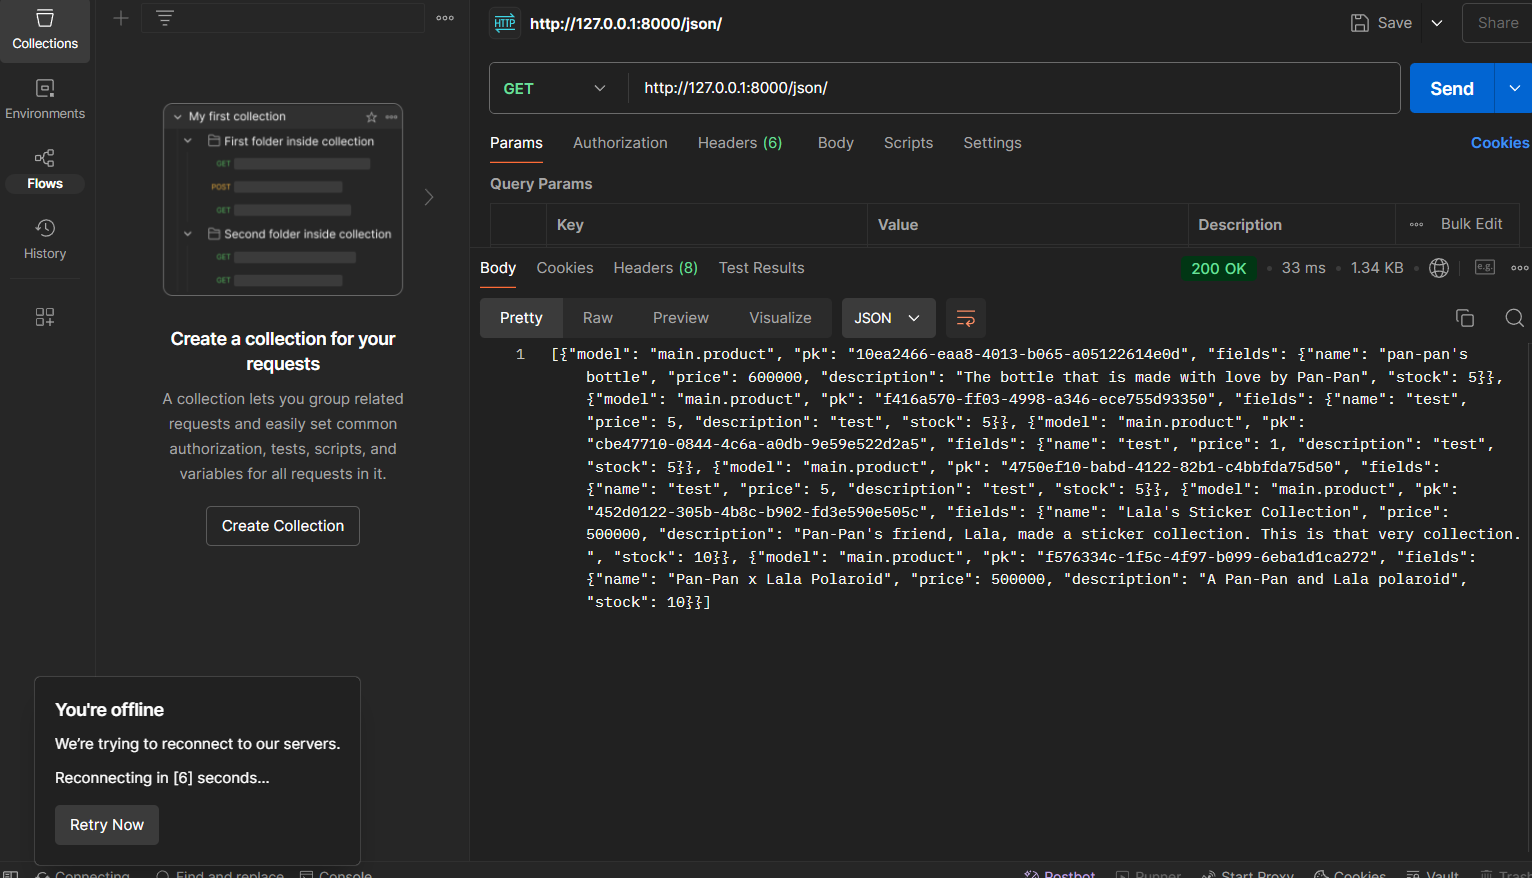 Collections
http://127.0.0.1:8000/json/
Save
Share
GET
http://127.0.0.1:8000/json/
Send
Environments
Flows
History
My first collection
First folder inside collection
GET
POST
GET
Second folder inside collection
GET
GET
Create a collection for your
requests
A collection lets you group related
requests and easily set common
authorization, tests, scripts, and
variables for all requests in it.
Create Collection
Params Authorization Headers (6) Body Scripts Settings Cookies
Query Params
Key Value Description Bulk Edit
Body Cookies Headers (8) Test Results 200 OK 33 ms 1.34 KB e.g.
Pretty Raw Preview Visualize JSON
1 [{"model": "main.product", "pk": "10ea2466-eaa8-4013-b065-a05122614e0d", "fields": {"name": "pan-pan's
bottle", "price": 600000, "description": "The bottle that is made with love by Pan-Pan", "stock": 5}},
{"model": "main.product", "pk": "f416a570-ff03-4998-a346-ece755d93350", "fields": {"name": "test",
"price": 5, "description": "test", "stock": 5}}, {"model": "main.product", "pk":
"cbe47710-0844-4c6a-a0db-9e59e522d2a5", "fields": {"name": "test", "price": 1, "description": "test",
"stock": 5}}, {"model": "main.product", "pk": "4750ef10-babd-4122-82b1-c4bbfda75d50", "fields":
{"name": "test", "price": 5, "description": "test", "stock": 5}}, {"model": "main.product", "pk":
"452d0122-305b-4b8c-b902-fd3e590e505c", "fields": {"name": "Lala's Sticker Collection", "price":
500000, "description": "Pan-Pan's friend, Lala, made a sticker collection. This is that very collection.
", "stock": 10}}, {"model": "main.product", "pk": "f576334c-1f5c-4f97-b099-6eba1d1ca272", "fields":
{"name": "Pan-Pan x Lala Polaroid", "price": 500000, "description": "A Pan-Pan and Lala polaroid",
"stock": 10}}]
You're offline
We're trying to reconnect to our servers.
Reconnecting in [6] seconds...
Retry Now
Connecting Find and replace Console Postbot Runner Start Proxy Cookies Vault Trash